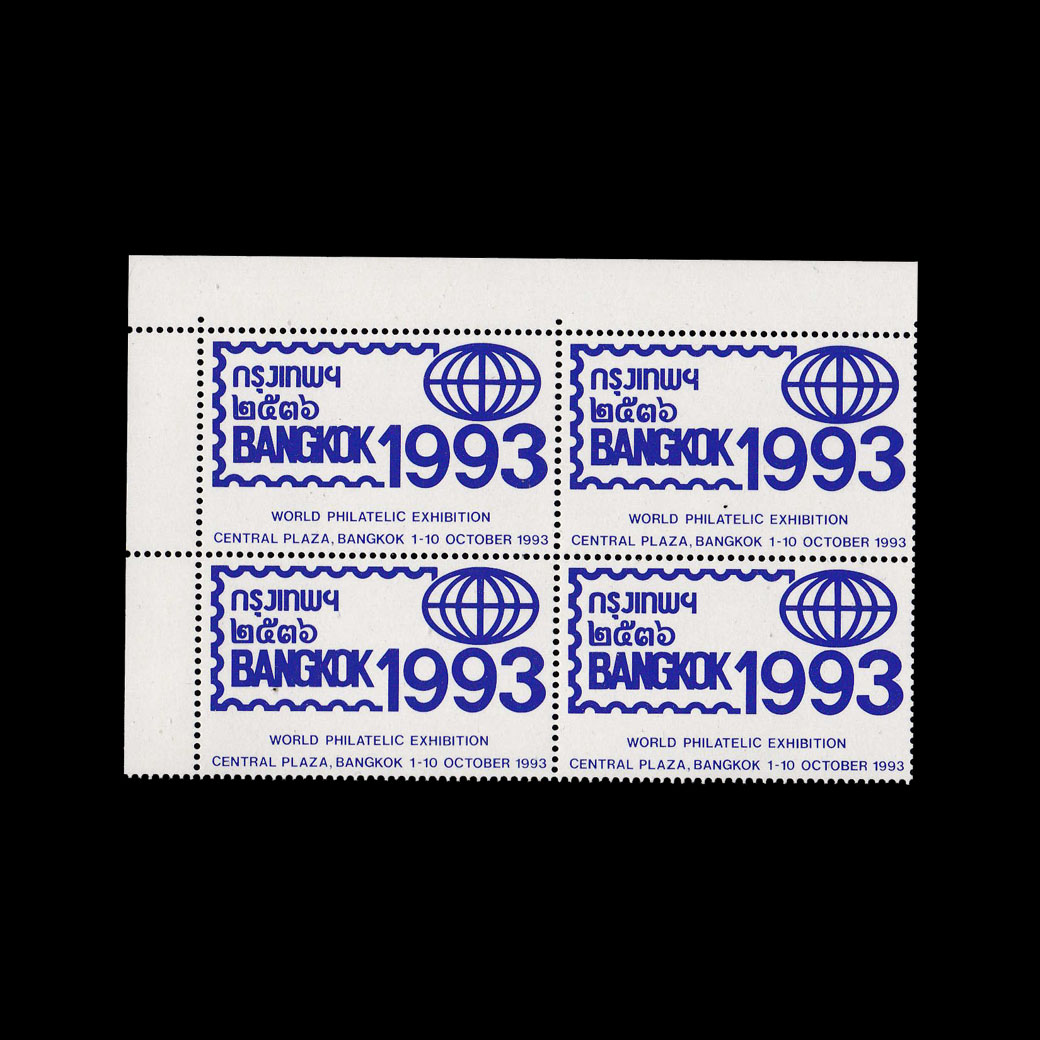 กรุงเทพฯ
๒๕๓๖
BANGKOK 1993
WORLD PHILATELIC EXHIBITION
CENTRAL PLAZA, BANGKOK 1-10 OCTOBER 1993
กรุงเทพฯ
๒๕๓๖
BANGKOK 1993
WORLD PHILATELIC EXHIBITION
CENTRAL PLAZA, BANGKOK 1-10 OCTOBER 1993
กรุงเทพฯ
๒๕๓๖
BANGKOK 1993
WORLD PHILATELIC EXHIBITION
CENTRAL PLAZA, BANGKOK 1-10 OCTOBER 1993
กรุงเทพฯ
๒๕๓๖
BANGKOK 1993
WORLD PHILATELIC EXHIBITION
CENTRAL PLAZA, BANGKOK 1-10 OCTOBER 1993